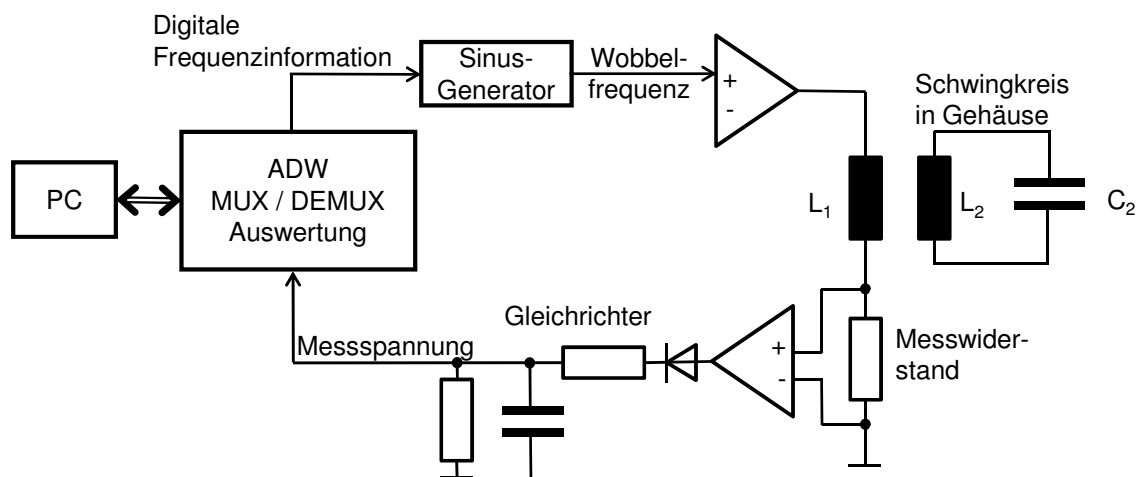 Digitale
Frequenzinformation
Sinus-
Generator
Wobbel-
frequenz
+
-
Schwingkreis
in Gehäuse
PC
ADW
MUX / DEMUX
Auswertung
L₁
L₂
C₂
Gleichrichter
Messspannung
+
-
Messwider-
stand